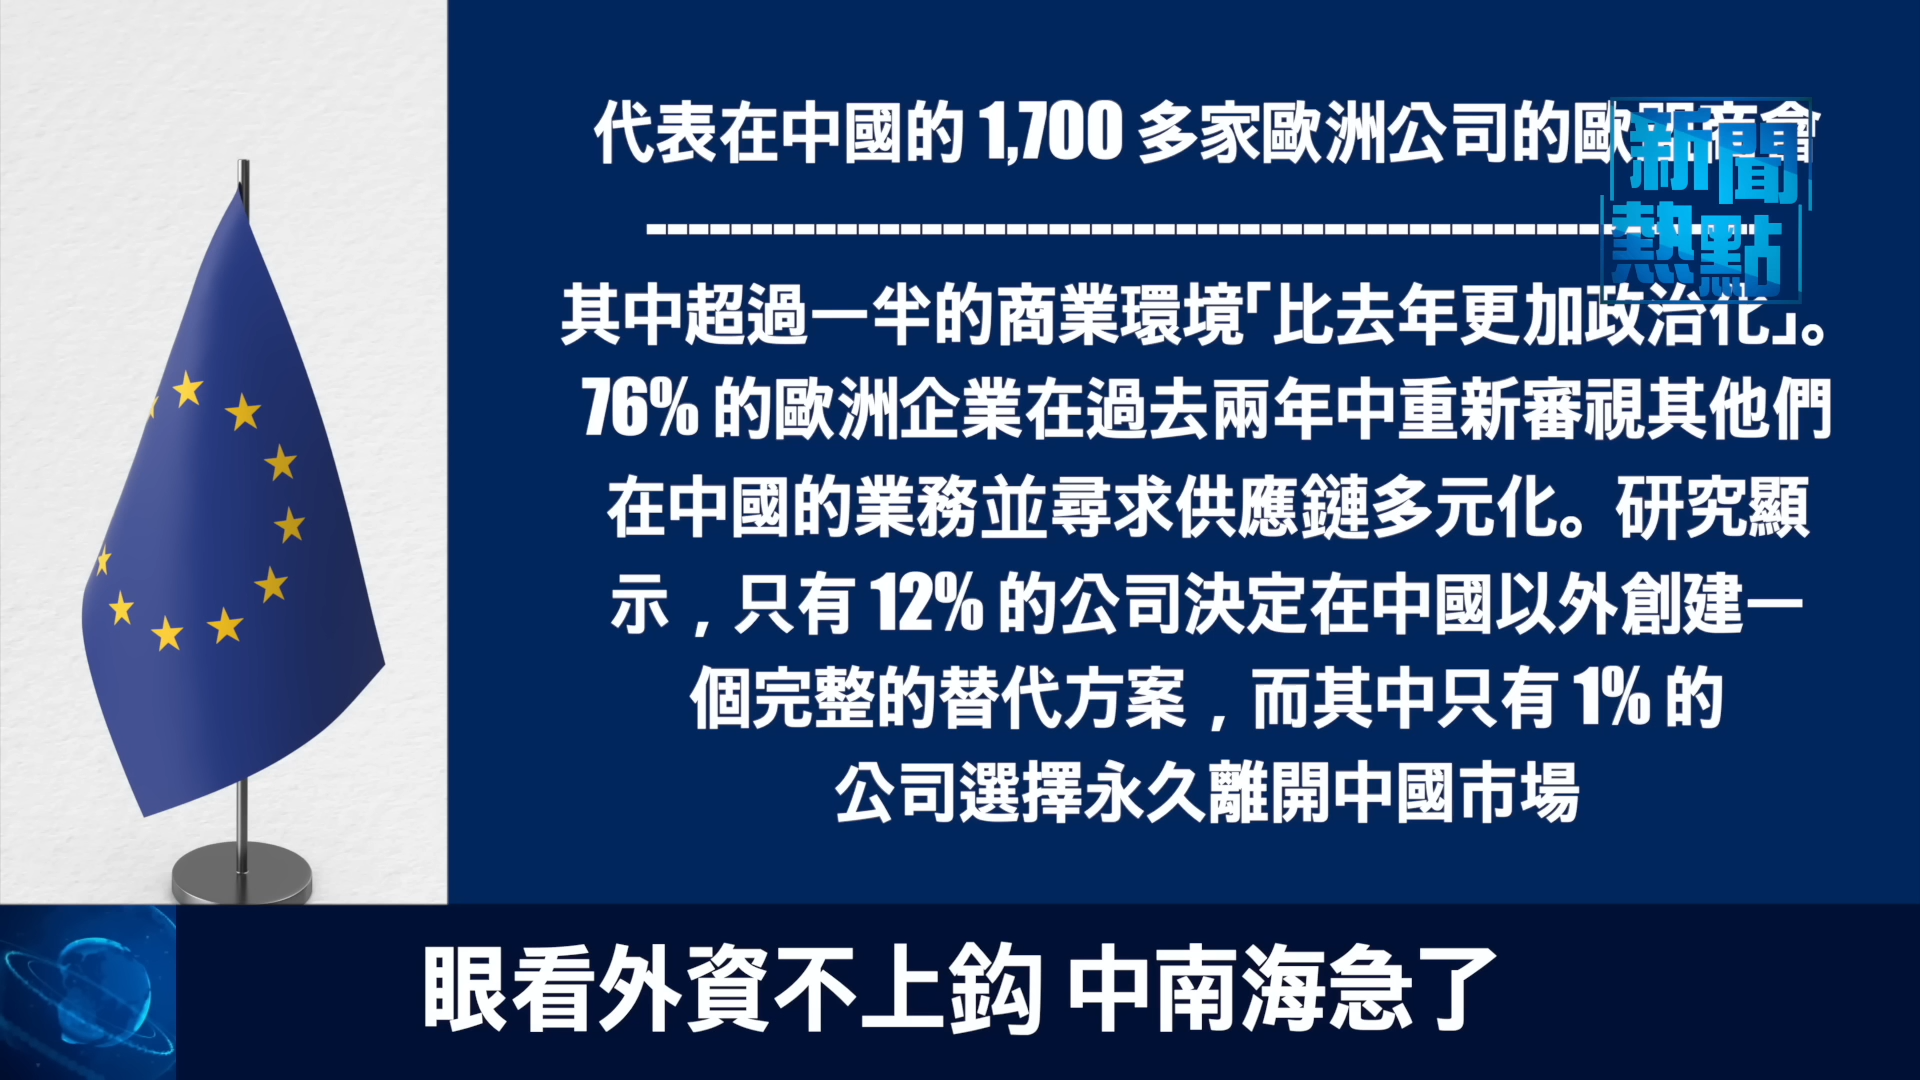 代表在中國的 1,700 多家歐洲公司的歐盟商會
新聞
熱點
其中超過一半的商業環境「比去年更加政治化」。
76% 的歐洲企業在過去兩年中重新審視其他們
在中國的業務並尋求供應鏈多元化。研究顯
示，只有 12% 的公司決定在中國以外創建一
個完整的替代方案，而其中只有 1% 的
公司選擇永久離開中國市場
眼看外資不上鈎 中南海急了